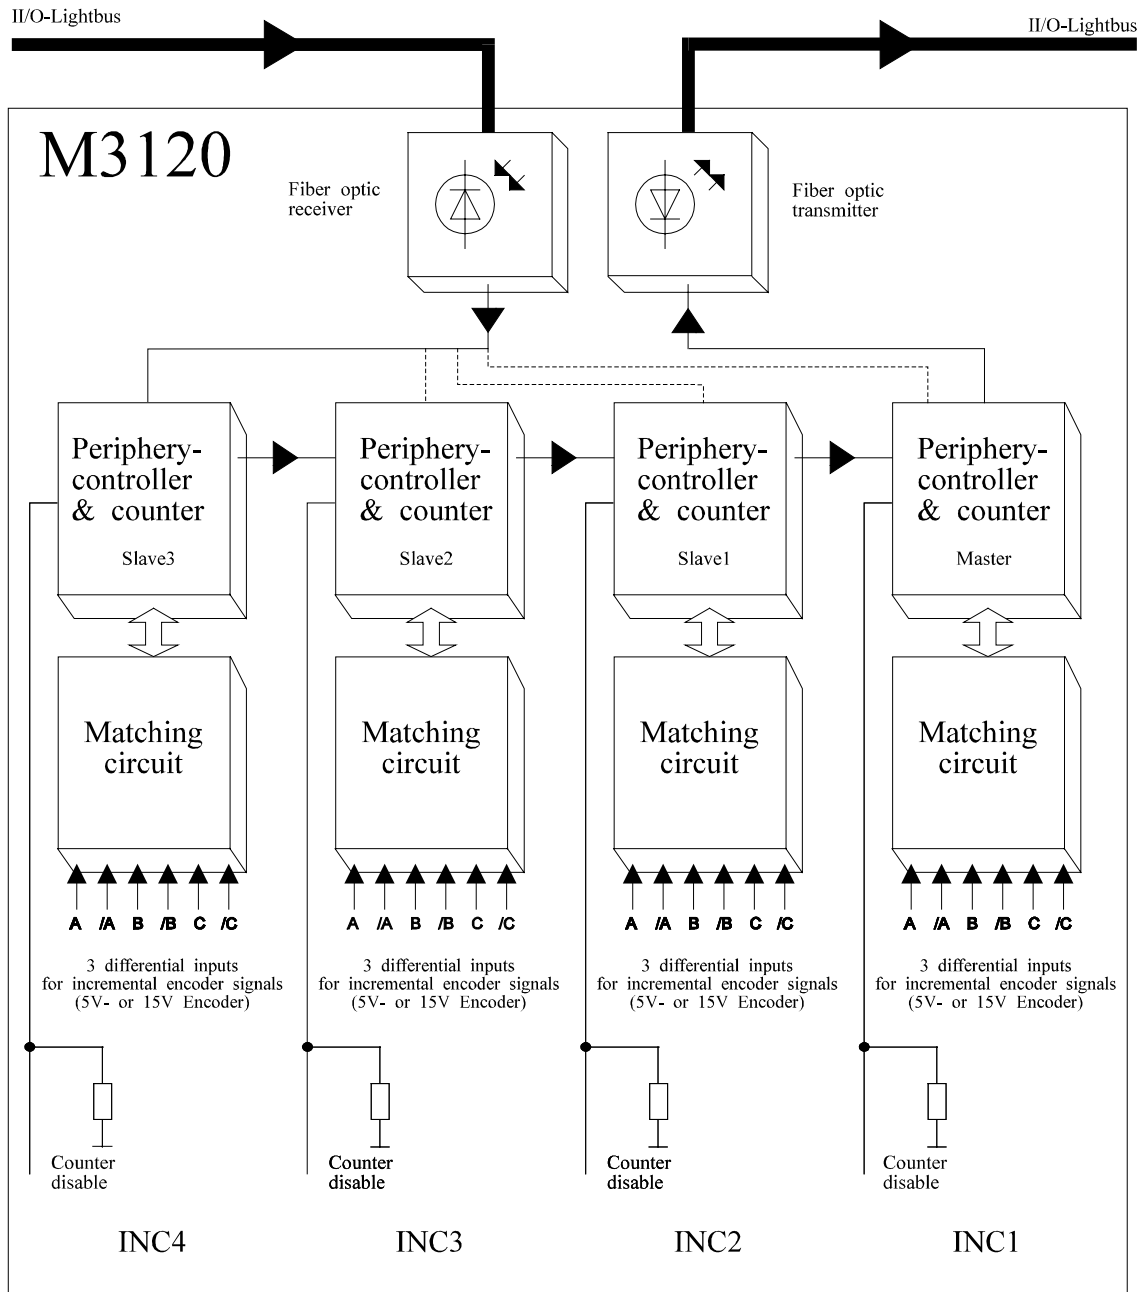 II/O-Lightbus
II/O-Lightbus
M3120
Fiber optic
receiver
Fiber optic
transmitter
Periphery-
controller
& counter
Slave3
Periphery-
controller
& counter
Slave2
Periphery-
controller
& counter
Slave1
Periphery-
controller
& counter
Master
Matching
circuit
Matching
circuit
Matching
circuit
Matching
circuit
A /A B /B C /C
A /A B /B C /C
A /A B /B C /C
A /A B /B C /C
3 differential inputs
for incremental encoder signals
(5V- or 15V Encoder)
3 differential inputs
for incremental encoder signals
(5V- or 15V Encoder)
3 differential inputs
for incremental encoder signals
(5V- or 15V Encoder)
3 differential inputs
for incremental encoder signals
(5V- or 15V Encoder)
Counter
disable
Counter
disable
Counter
disable
Counter
disable
INC4
INC3
INC2
INC1